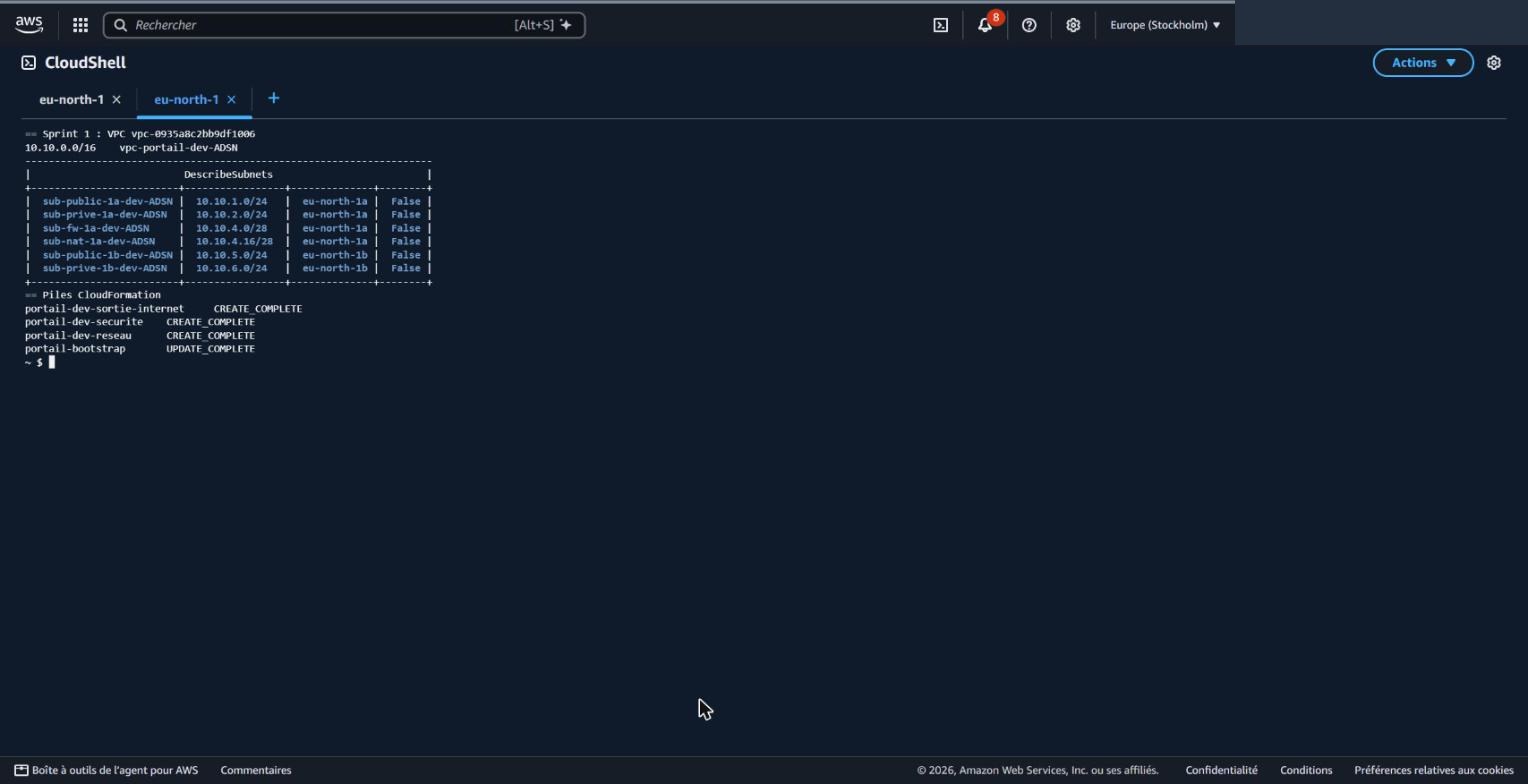 aws
Rechercher [Alt+S]
8
Europe (Stockholm) ▼
CloudShell
Actions ▼
eu-north-1 ×
eu-north-1 ×
+
== Sprint 1 : VPC vpc-0935a8c2bb9df1006
10.10.0.0/16    vpc-portail-dev-ADSN
---------------------------------------------------------------------
|                          DescribeSubnets                          |
+--------------------------+-----------------+--------------+--------+
|  sub-public-1a-dev-ADSN |  10.10.1.0/24   |  eu-north-1a |  False |
|  sub-prive-1a-dev-ADSN  |  10.10.2.0/24   |  eu-north-1a |  False |
|  sub-fw-1a-dev-ADSN     |  10.10.4.0/28   |  eu-north-1a |  False |
|  sub-nat-1a-dev-ADSN    |  10.10.4.16/28  |  eu-north-1a |  False |
|  sub-public-1b-dev-ADSN |  10.10.5.0/24   |  eu-north-1b |  False |
|  sub-prive-1b-dev-ADSN  |  10.10.6.0/24   |  eu-north-1b |  False |
+--------------------------+-----------------+--------------+--------+
== Piles CloudFormation
portail-dev-sortie-internet     CREATE_COMPLETE
portail-dev-securite    CREATE_COMPLETE
portail-dev-reseau      CREATE_COMPLETE
portail-bootstrap       UPDATE_COMPLETE
~ $
Boîte à outils de l'agent pour AWS Commentaires © 2026, Amazon Web Services, Inc. ou ses affiliés. Confidentialité Conditions Préférences relatives aux cookies